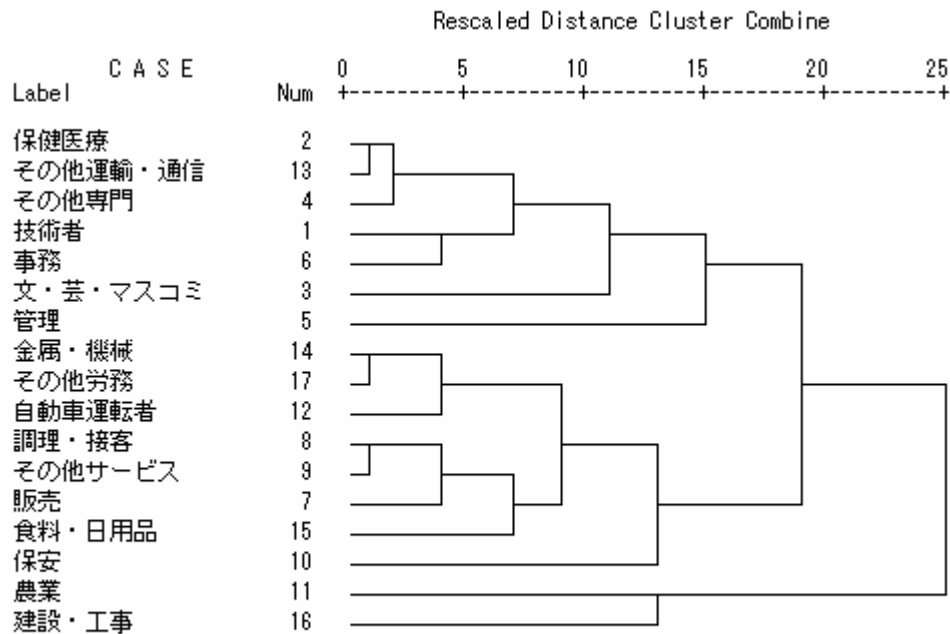 Rescaled Distance Cluster Combine
C A S E 0 5 10 15 20 25
Label Num +---------+---------+---------+---------+---------+
保健医療 2
その他運輸・通信 13
その他専門 4
技術者 1
事務 6
文・芸・マスコミ 3
管理 5
金属・機械 14
その他労務 17
自動車運転者 12
調理・接客 8
その他サービス 9
販売 7
食料・日用品 15
保安 10
農業 11
建設・工事 16